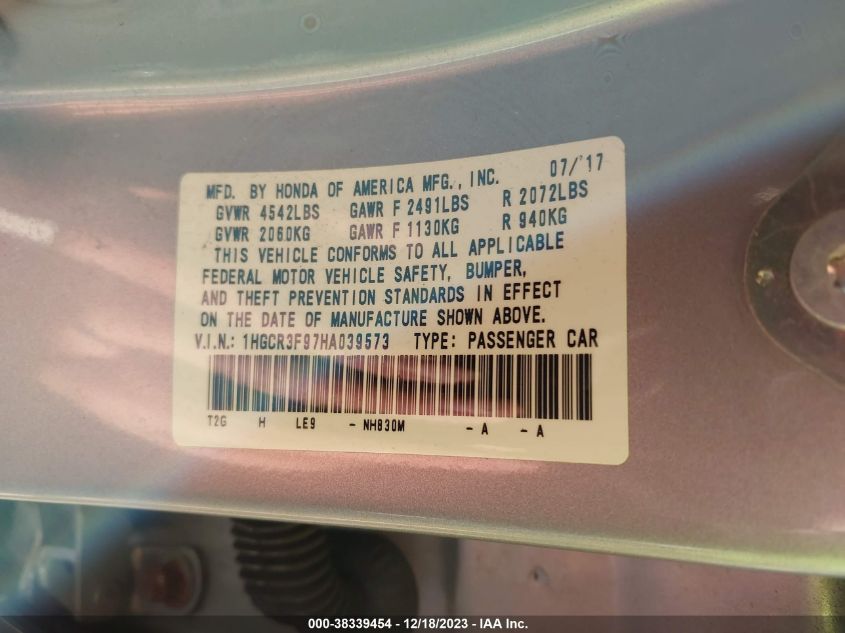 MFD. BY HONDA OF AMERICA MFG., INC. 07/'17
GVWR 4542LBS GAWR F 2491LBS R 2072LBS
GVWR 2060KG GAWR F 1130KG R 940KG
THIS VEHICLE CONFORMS TO ALL APPLICABLE
FEDERAL MOTOR VEHICLE SAFETY, BUMPER,
AND THEFT PREVENTION STANDARDS IN EFFECT
ON THE DATE OF MANUFACTURE SHOWN ABOVE.
V.I.N.: 1HGCR3F97HA039573 TYPE: PASSENGER CAR
T2G H LE9 - NH830M - A - A
000-38339454 - 12/18/2023 - IAA Inc.